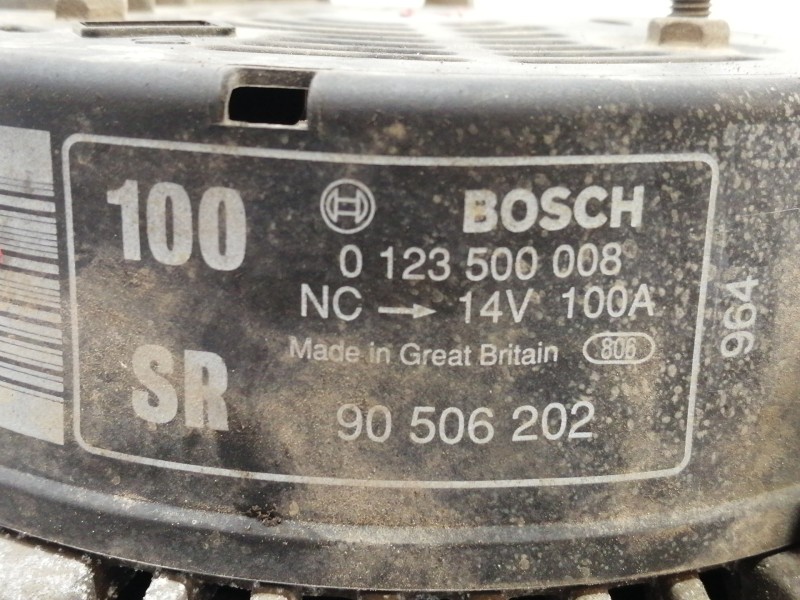 100
BOSCH
0 123 500 008
NC → 14V 100A
Made in Great Britain 806
SR
90 506 202
964